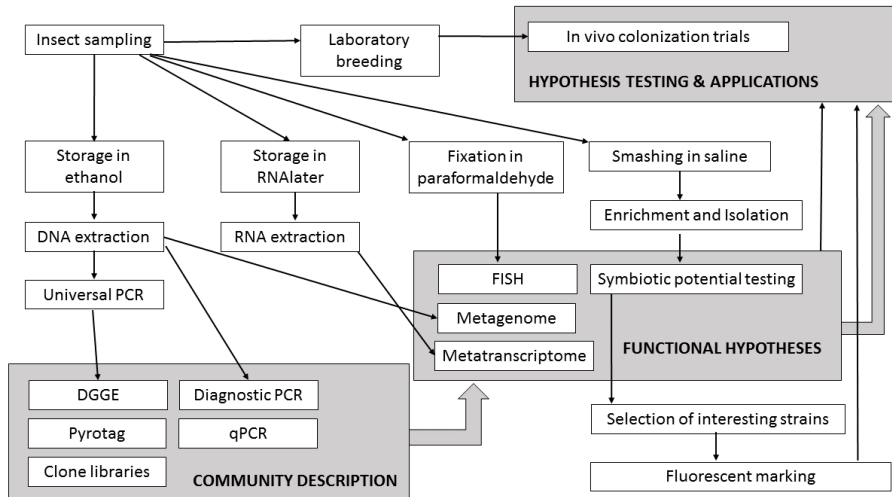 Insect sampling
Laboratory
breeding
In vivo colonization trials
HYPOTHESIS TESTING & APPLICATIONS
Storage in
ethanol
Storage in
RNAlater
Fixation in
paraformaldehyde
Smashing in saline
Enrichment and Isolation
DNA extraction
RNA extraction
Universal PCR
FISH
Symbiotic potential testing
Metagenome
Metatranscriptome
FUNCTIONAL HYPOTHESES
DGGE
Diagnostic PCR
Pyrotag
qPCR
Clone libraries
COMMUNITY DESCRIPTION
Selection of interesting strains
Fluorescent marking